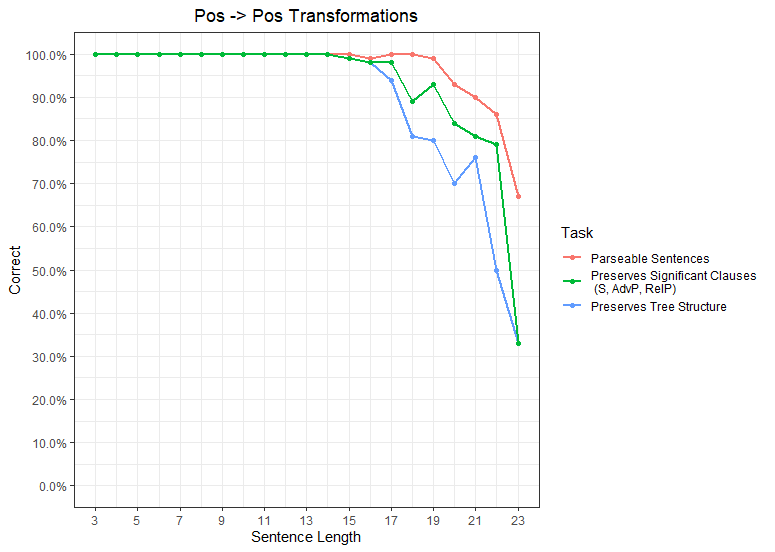 Pos -> Pos Transformations
100.0%
90.0%
80.0%
70.0%
60.0%
50.0%
40.0%
30.0%
20.0%
10.0%
0.0%
Correct
3 5 7 9 11 13 15 17 19 21 23
Sentence Length
Task
Parseable Sentences
Preserves Significant Clauses
(S, AdvP, RelP)
Preserves Tree Structure